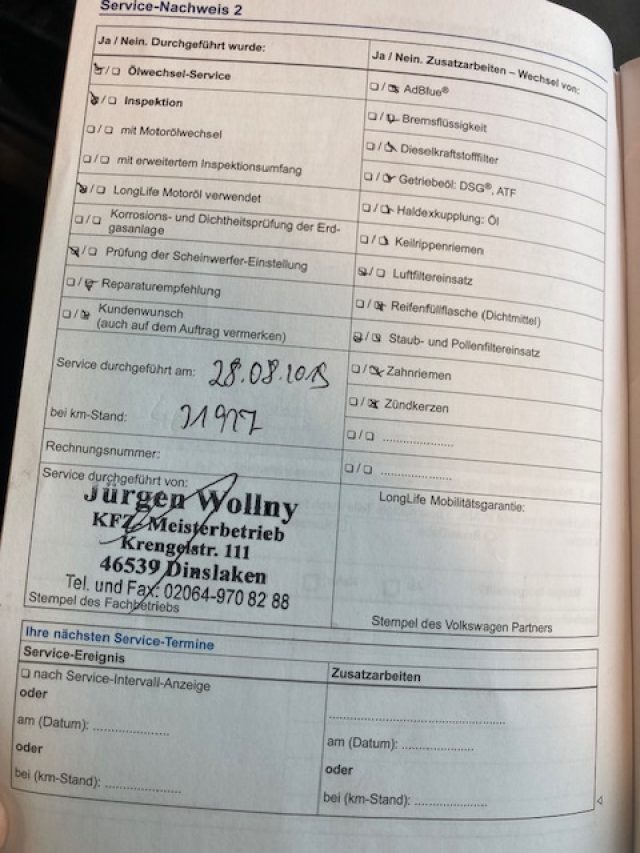 Service-Nachweis 2
Ja / Nein. Durchgeführt wurde:
☒/☐ Ölwechsel-Service
☒/☐ Inspektion
☐/☐ mit Motorölwechsel
☐/☐ mit erweitertem Inspektionsumfang
☒/☐ LongLife Motoröl verwendet
☐/☐ Korrosions- und Dichtheitsprüfung der Erd-
gasanlage
☒/☐ Prüfung der Scheinwerfer-Einstellung
☐/☒ Reparaturempfehlung
☐/☒ Kundenwunsch
(auch auf dem Auftrag vermerken)
Service durchgeführt am: 28.08.
bei km-Stand:
Rechnungsnummer:
Service durchgeführt von:
Jürgen Wollny
KFZ Meisterbetrieb
Krengelstr. 111
46539 Dinslaken
Tel. und Fax: 02064-970 82 88
Stempel des Fachbetriebs
Ja / Nein. Zusatzarbeiten – Wechsel von:
☐/☒ AdBlue®
☐/☒ Bremsflüssigkeit
☐/☒ Dieselkraftstofffilter
☐/☒ Getriebeöl: DSG®, ATF
☐/☒ Haldexkupplung: Öl
☐/☒ Keilrippenriemen
☒/☐ Luftfiltereinsatz
☐/☒ Reifenfüllflasche (Dichtmittel)
☒/☐ Staub- und Pollenfiltereinsatz
☐/☒ Zahnriemen
☐/☒ Zündkerzen
☐/☐ ....................
☐/☐ ....................
LongLife Mobilitätsgarantie:
Stempel des Volkswagen Partners
Ihre nächsten Service-Termine
Service-Ereignis
☐ nach Service-Intervall-Anzeige
oder
am (Datum): ....................
oder
bei (km-Stand): ....................
Zusatzarbeiten
..................................................
am (Datum): ....................
oder
bei (km-Stand): ....................